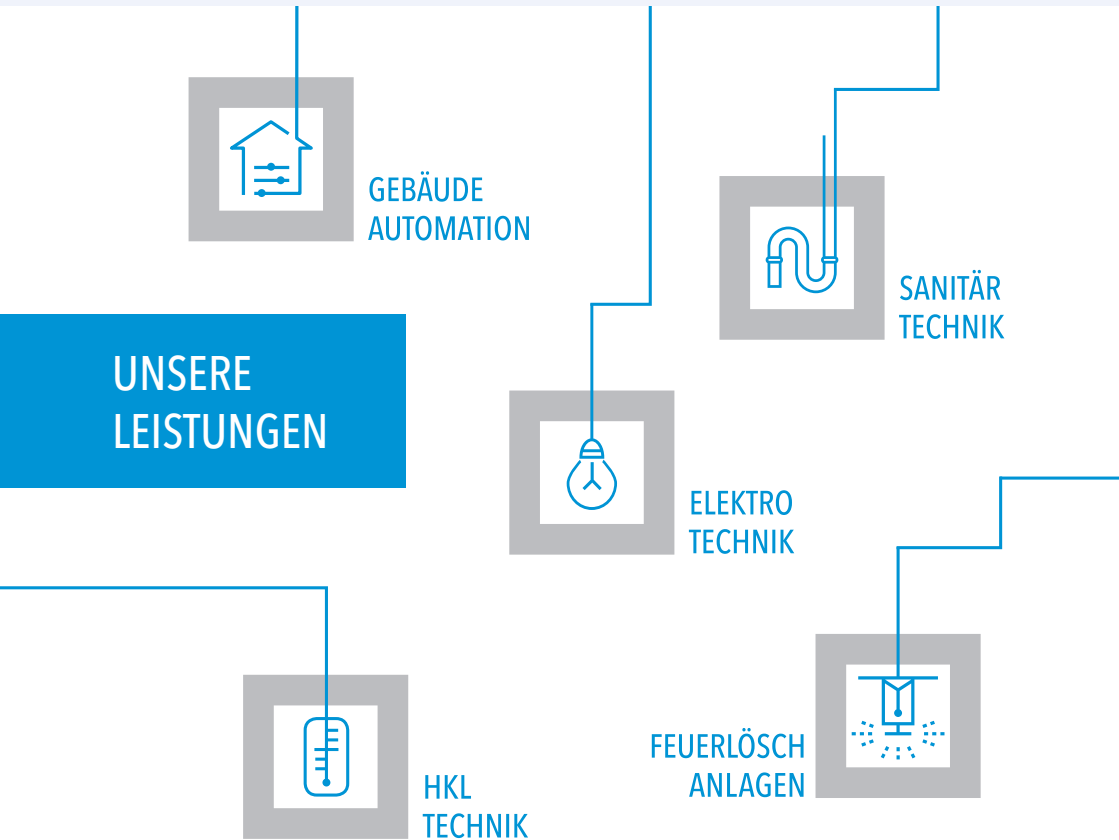 GEBÄUDE
AUTOMATION
SANITÄR
TECHNIK
UNSERE
LEISTUNGEN
ELEKTRO
TECHNIK
FEUERLÖSCH
ANLAGEN
HKL
TECHNIK